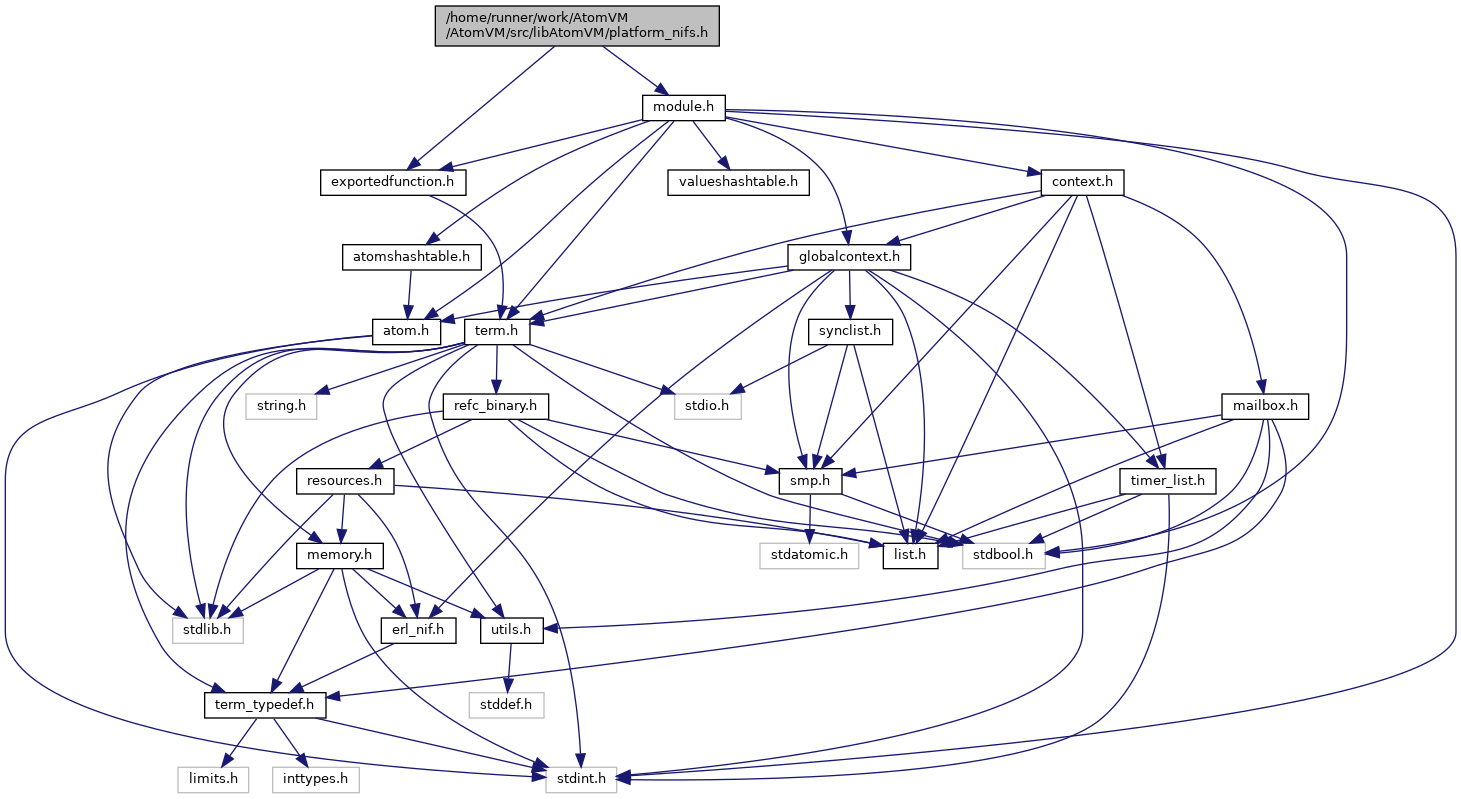 /home/runner/work/AtomVM
/AtomVM/src/libAtomVM/platform_nifs.h
module.h
exportedfunction.h
valueshashtable.h
context.h
atomshashtable.h
globalcontext.h
atom.h
term.h
synclist.h
string.h
refc_binary.h
stdio.h
mailbox.h
resources.h
smp.h
timer_list.h
memory.h
stdatomic.h
list.h
stdbool.h
stdlib.h
erl_nif.h
utils.h
term_typedef.h
stddef.h
limits.h
inttypes.h
stdint.h